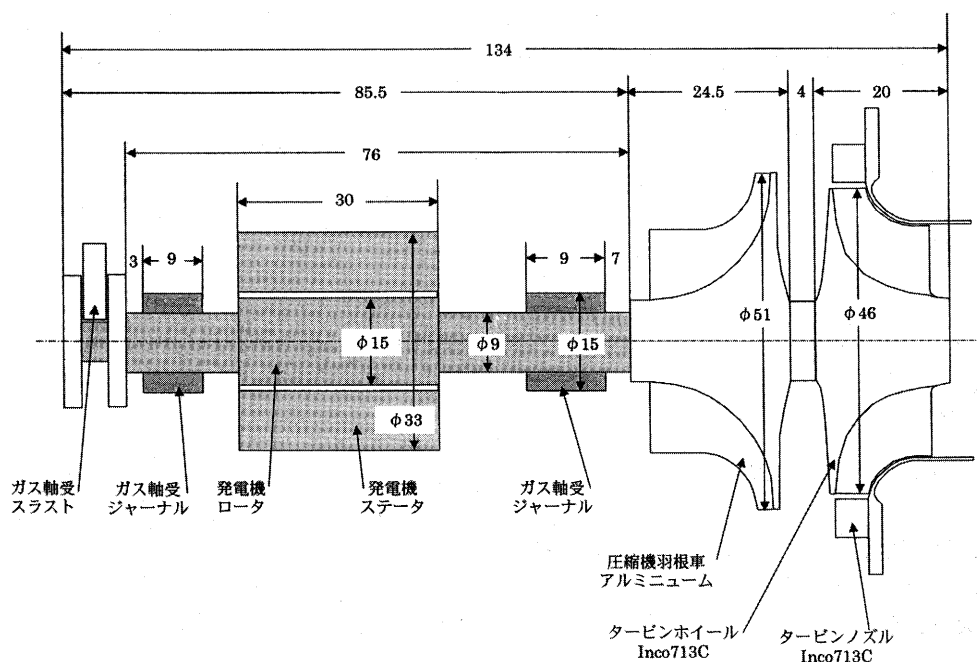 134
85.5
24.5
4
20
76
30
3
9
9
7
φ51
φ46
φ15
φ9
φ15
φ33
ガス軸受
スラスト
ガス軸受
ジャーナル
発電機
ロータ
発電機
ステータ
ガス軸受
ジャーナル
圧縮機羽根車
アルミニューム
タービンホイール
Inco713C
タービンノズル
Inco713C